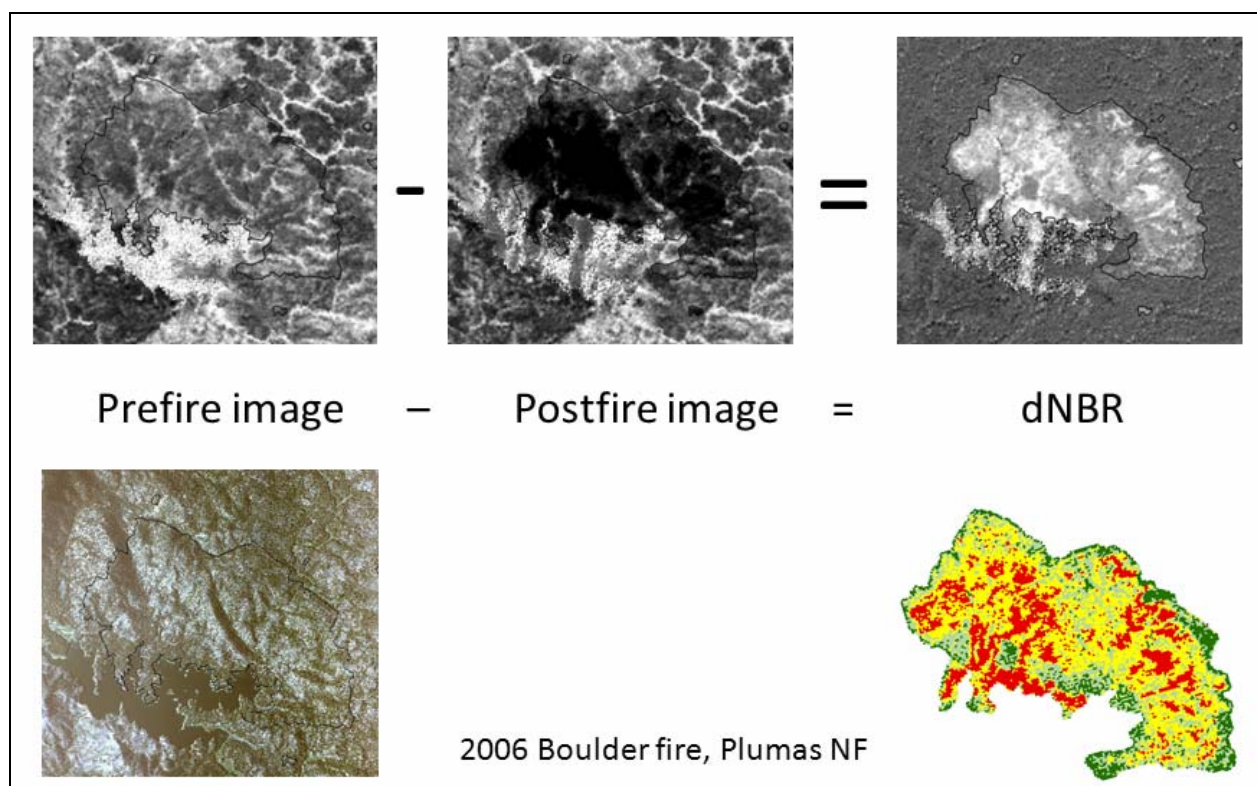 - =
Prefire image – Postfire image = dNBR
2006 Boulder fire, Plumas NF